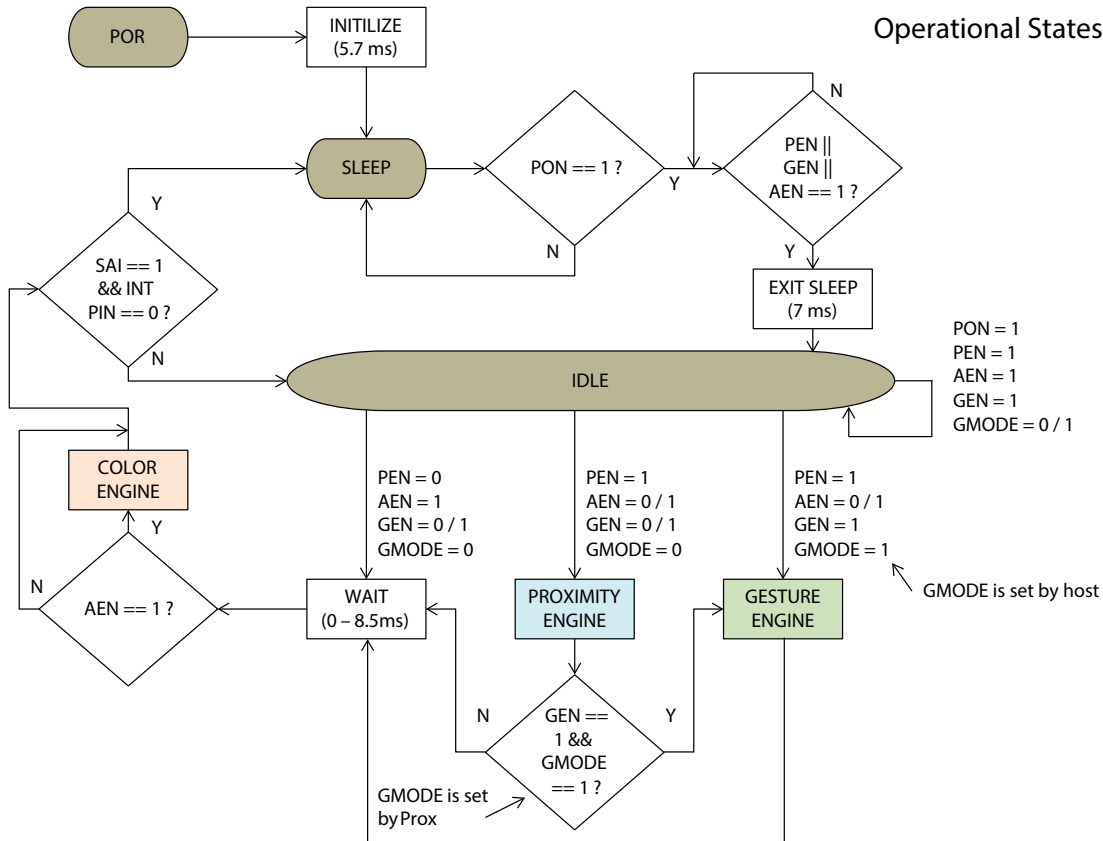 Operational States
POR
INITILIZE
(5.7 ms)
SLEEP
PON == 1 ?
Y
N
PEN ||
GEN ||
AEN == 1 ?
N
Y
EXIT SLEEP
(7 ms)
SAI == 1
&& INT
PIN == 0 ?
Y
N
IDLE
PON = 1
PEN = 1
AEN = 1
GEN = 1
GMODE = 0 / 1
PEN = 0
AEN = 1
GEN = 0 / 1
GMODE = 0
PEN = 1
AEN = 0 / 1
GEN = 0 / 1
GMODE = 0
PEN = 1
AEN = 0 / 1
GEN = 1
GMODE = 1
GMODE is set by host
COLOR
ENGINE
Y
N
AEN == 1 ?
WAIT
(0 – 8.5ms)
PROXIMITY
ENGINE
GESTURE
ENGINE
N
Y
GEN ==
1 &&
GMODE
== 1 ?
GMODE is set
by Prox